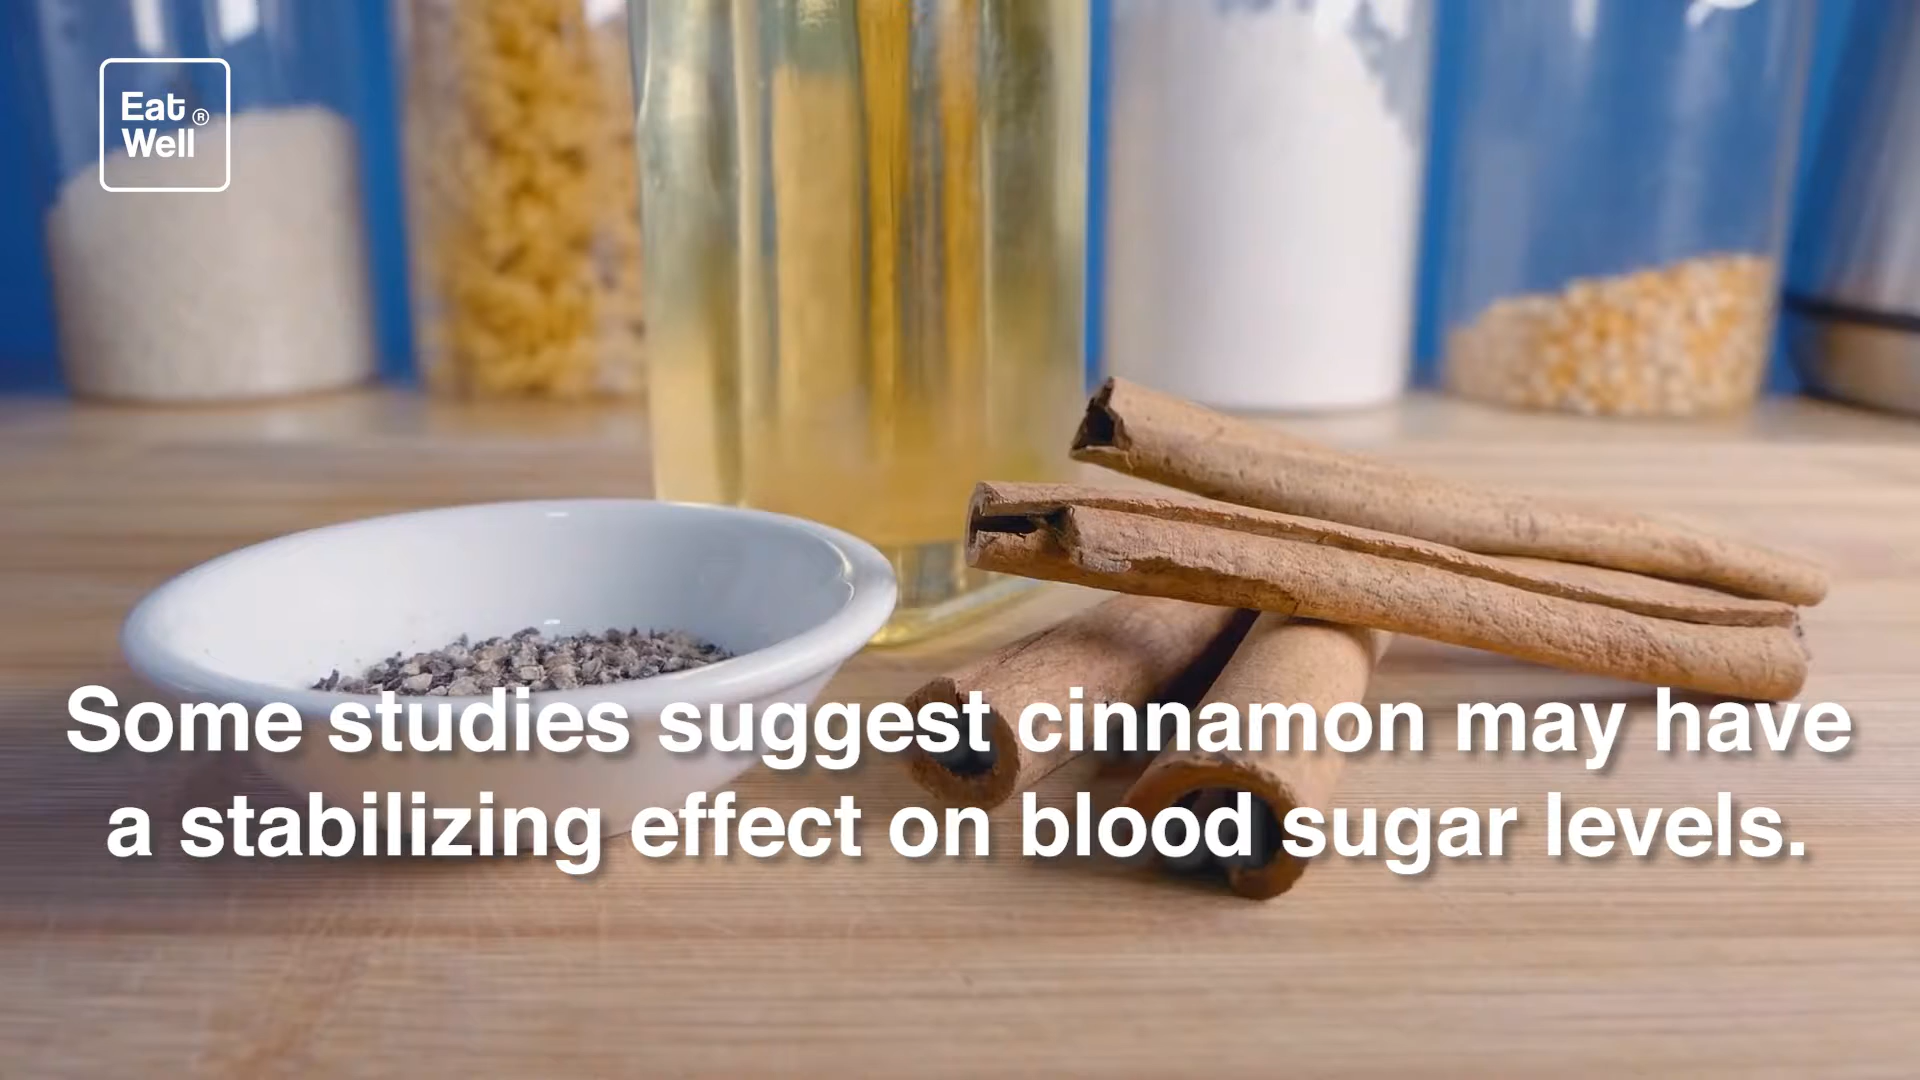 Eat
Well®
Some studies suggest cinnamon may have
a stabilizing effect on blood sugar levels.